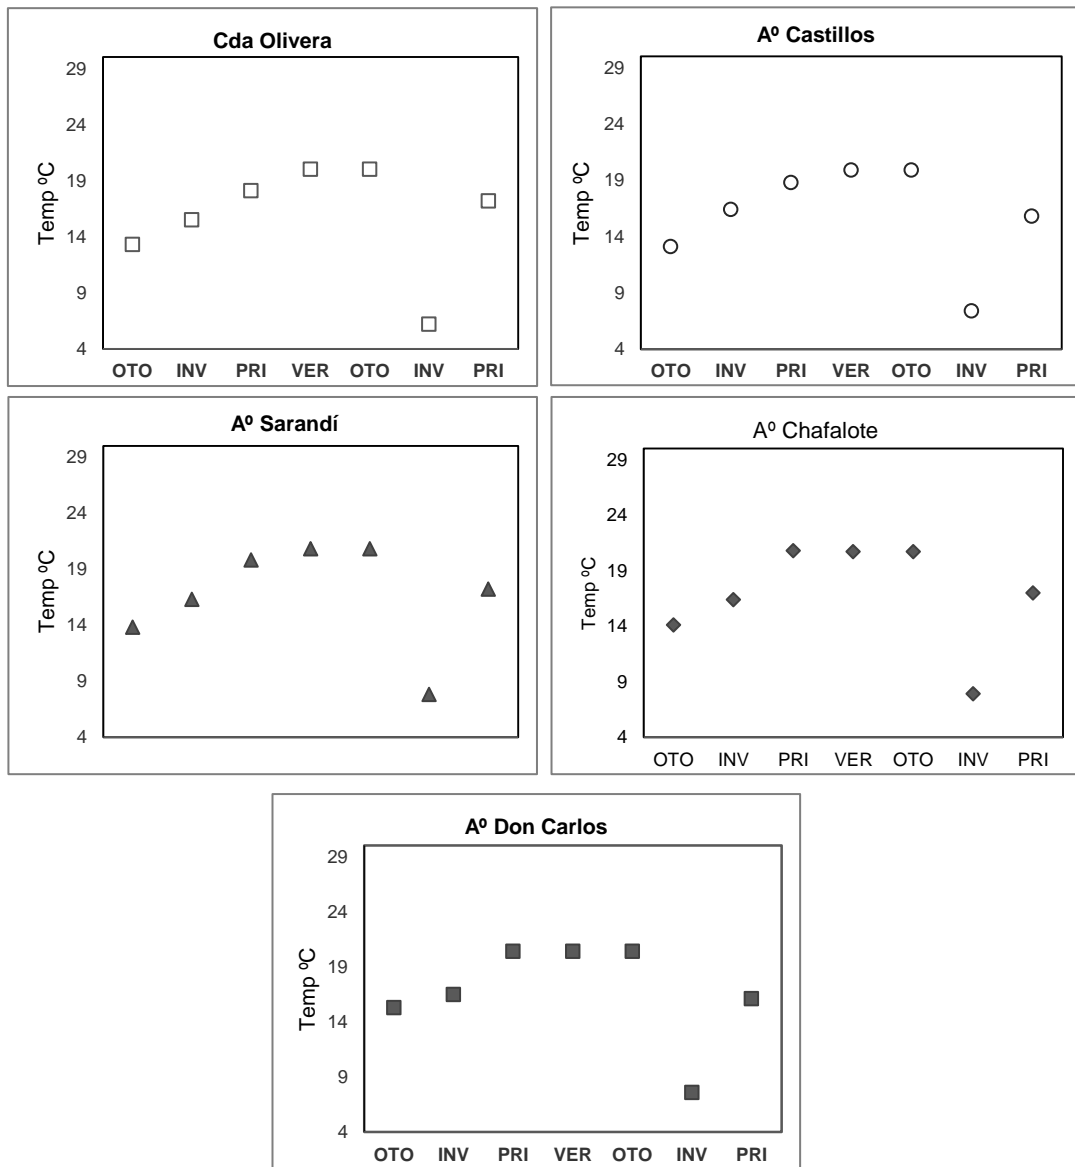 Cda Olivera
29
24
19
14
9
4
Temp ºC
OTO INV PRI VER OTO INV PRI
Aº Castillos
29
24
19
14
9
4
Temp ºC
OTO INV PRI VER OTO INV PRI
Aº Sarandí
29
24
19
14
9
4
Temp ºC
Aº Chafalote
29
24
19
14
9
4
Temp ºC
OTO INV PRI VER OTO INV PRI
Aº Don Carlos
29
24
19
14
9
4
Temp ºC
OTO INV PRI VER OTO INV PRI